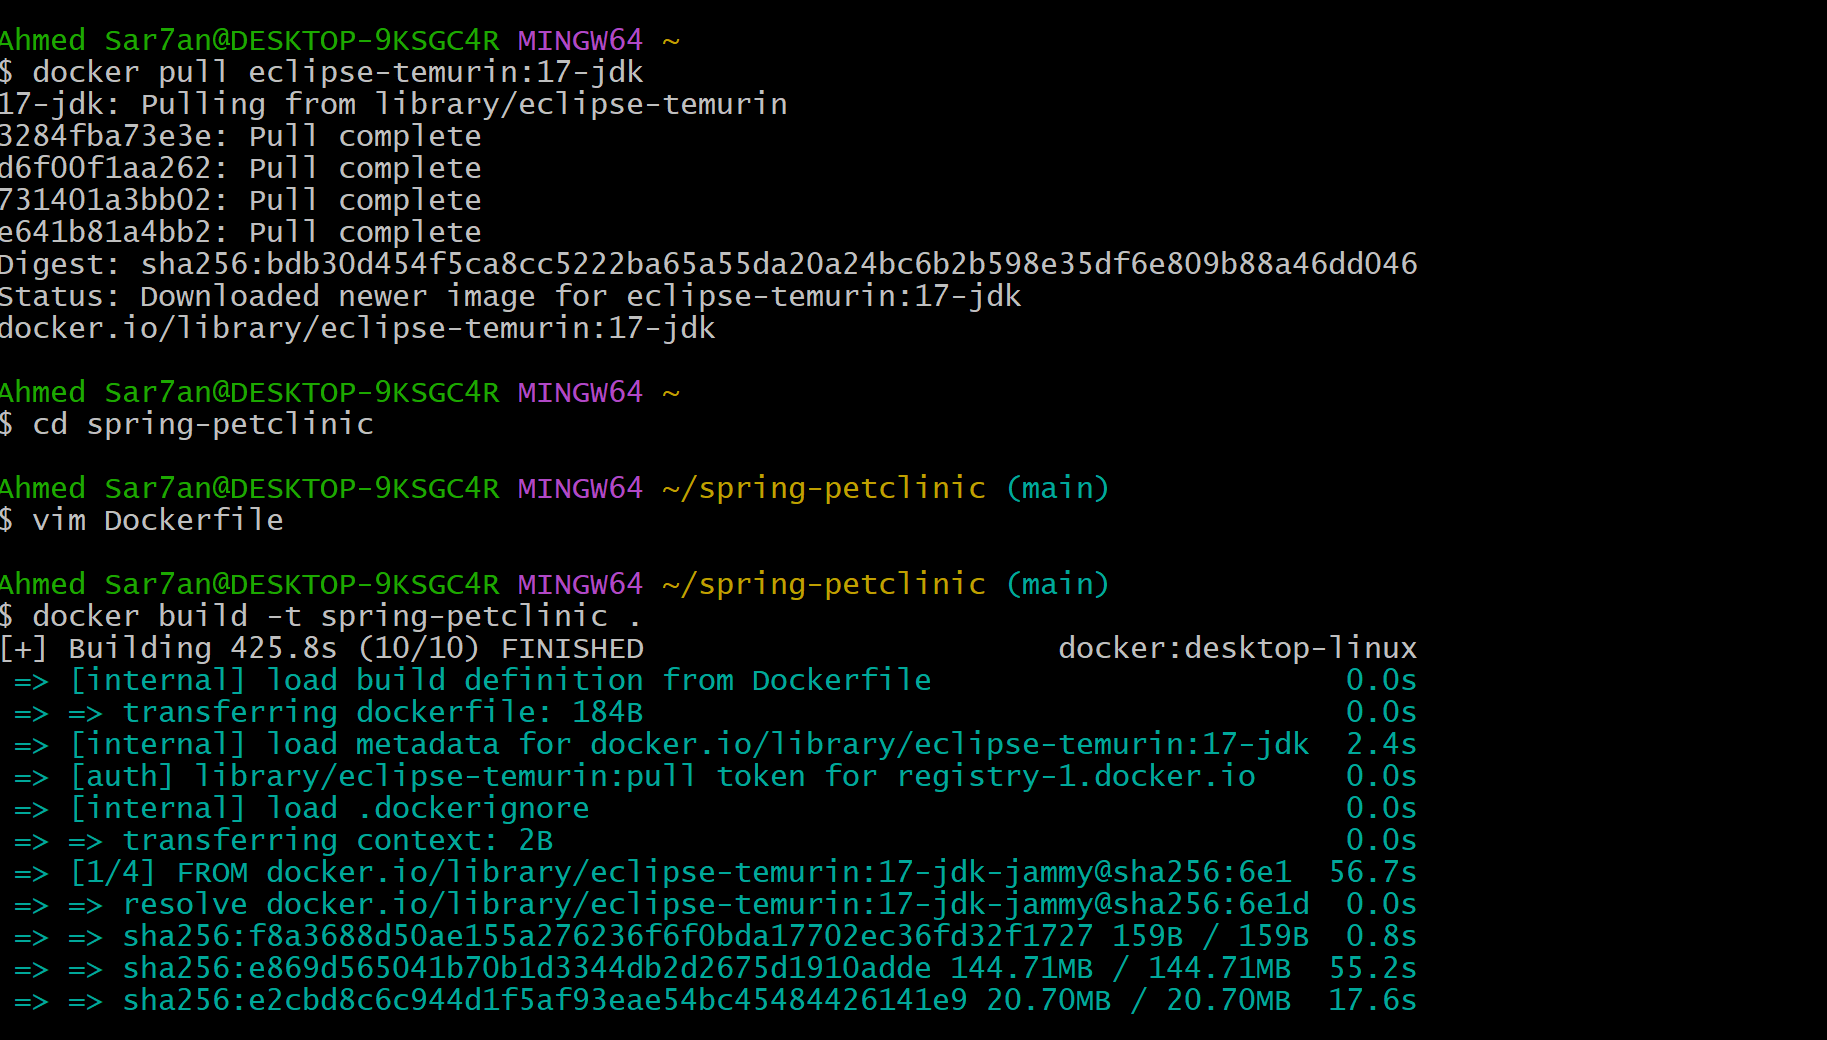 Ahmed Sar7an@DESKTOP-9KSGC4R MINGW64 ~
$ docker pull eclipse-temurin:17-jdk
17-jdk: Pulling from library/eclipse-temurin
3284fba73e3e: Pull complete
d6f00f1aa262: Pull complete
731401a3bb02: Pull complete
e641b81a4bb2: Pull complete
Digest: sha256:bdb30d454f5ca8cc5222ba65a55da20a24bc6b2b598e35df6e809b88a46dd046
Status: Downloaded newer image for eclipse-temurin:17-jdk
docker.io/library/eclipse-temurin:17-jdk
Ahmed Sar7an@DESKTOP-9KSGC4R MINGW64 ~
$ cd spring-petclinic
Ahmed Sar7an@DESKTOP-9KSGC4R MINGW64 ~/spring-petclinic (main)
$ vim Dockerfile
Ahmed Sar7an@DESKTOP-9KSGC4R MINGW64 ~/spring-petclinic (main)
$ docker build -t spring-petclinic .
[+] Building 425.8s (10/10) FINISHED docker:desktop-linux
=> [internal] load build definition from Dockerfile 0.0s
=> => transferring dockerfile: 184B 0.0s
=> [internal] load metadata for docker.io/library/eclipse-temurin:17-jdk 2.4s
=> [auth] library/eclipse-temurin:pull token for registry-1.docker.io 0.0s
=> [internal] load .dockerignore 0.0s
=> => transferring context: 2B 0.0s
=> [1/4] FROM docker.io/library/eclipse-temurin:17-jdk-jammy@sha256:6e1 56.7s
=> => resolve docker.io/library/eclipse-temurin:17-jdk-jammy@sha256:6e1d 0.0s
=> => sha256:f8a3688d50ae155a276236f6f0bda17702ec36fd32f1727 159B / 159B 0.8s
=> => sha256:e869d565041b70b1d3344db2d2675d1910adde 144.71MB / 144.71MB 55.2s
=> => sha256:e2cbd8c6c944d1f5af93eae54bc45484426141e9 20.70MB / 20.70MB 17.6s